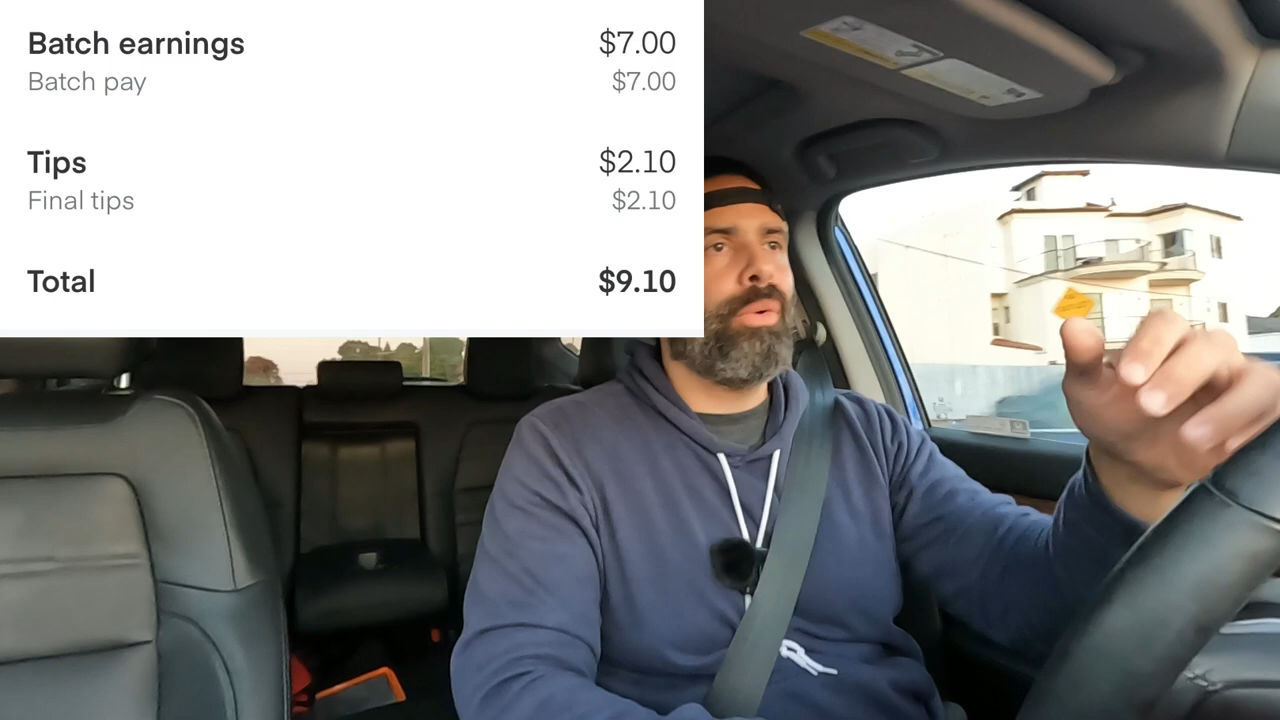 Batch earnings $7.00
Batch pay $7.00
Tips $2.10
Final tips $2.10
Total $9.10